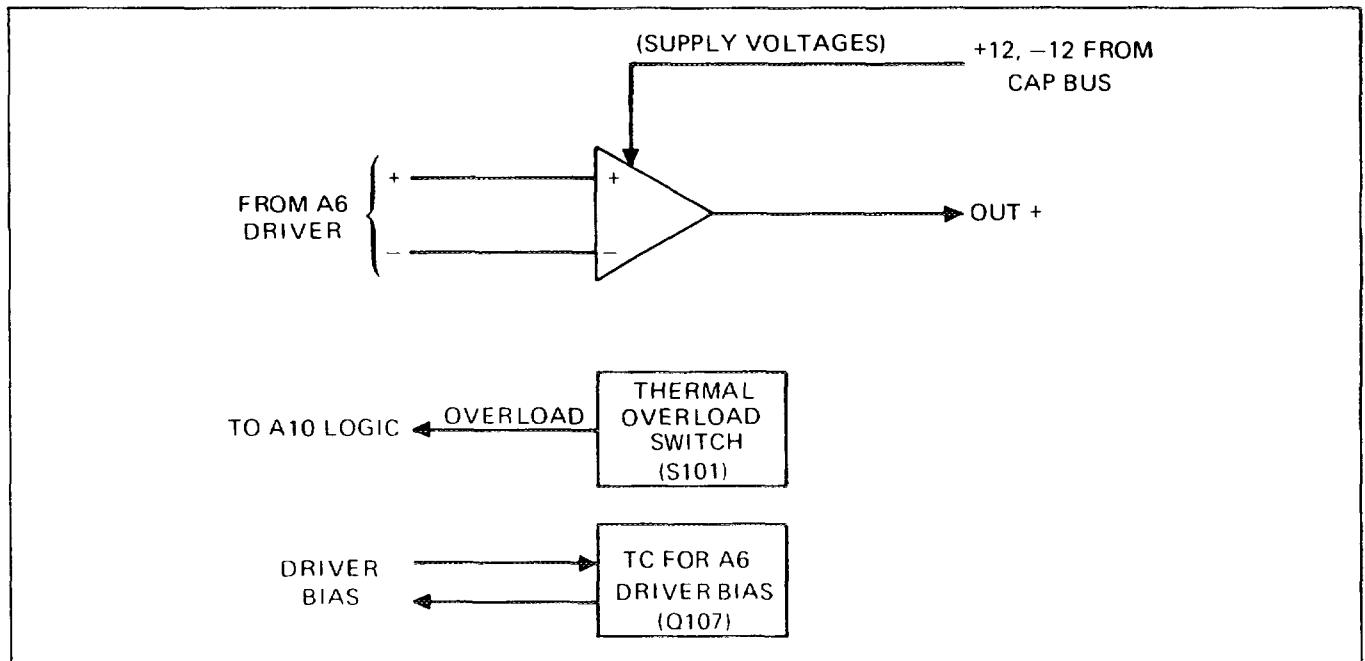 (SUPPLY VOLTAGES)
+12, −12 FROM
CAP BUS
FROM A6
DRIVER
+
−
+
−
OUT +
TO A10 LOGIC
OVERLOAD
THERMAL
OVERLOAD
SWITCH
(S101)
DRIVER
BIAS
TC FOR A6
DRIVER BIAS
(Q107)